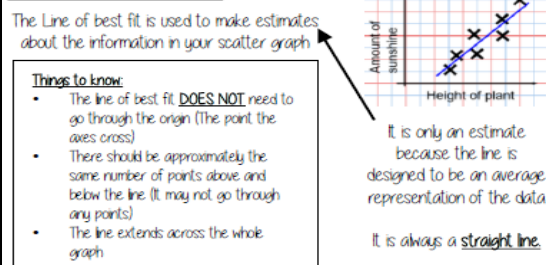 The Line of best fit is used to make estimates
about the information in your scatter graph
Things to know:
• The line of best fit DOES NOT need to
go through the origin (The point the
axes cross)
• There should be approximately the
same number of points above and
below the line (It may not go through
any points)
• The line extends across the whole
graph
Amount of
sunshine
Height of plant
It is only an estimate
because the line is
designed to be an average
representation of the data
It is always a straight line.